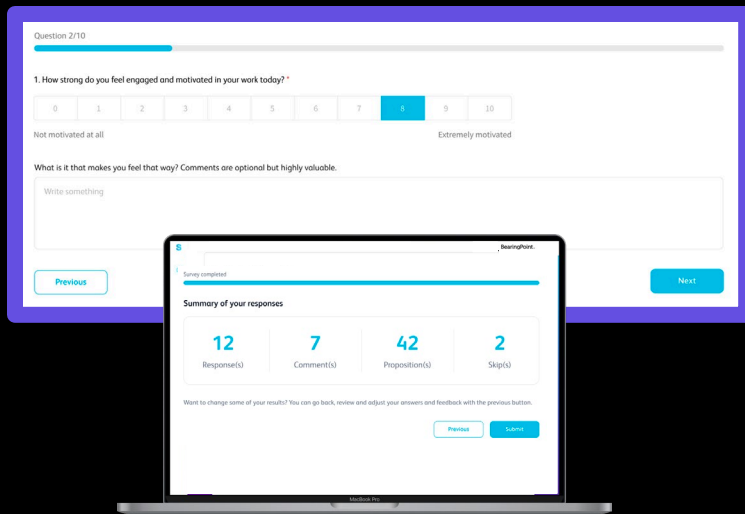 Question 2/10
1. How strong do you feel engaged and motivated in your work today? *
0 1 2 3 4 5 6 7 8 9 10
Not motivated at all Extremely motivated
What is it that makes you feel that way? Comments are optional but highly valuable.
Write something
Previous Next
BearingPoint.
Survey completed
Summary of your responses
12 7 42 2
Response(s) Comment(s) Proposition(s) Skip(s)
Want to change some of your results? You can go back, review and adjust your answers and feedback with the previous button.
Previous Submit
MacBook Pro